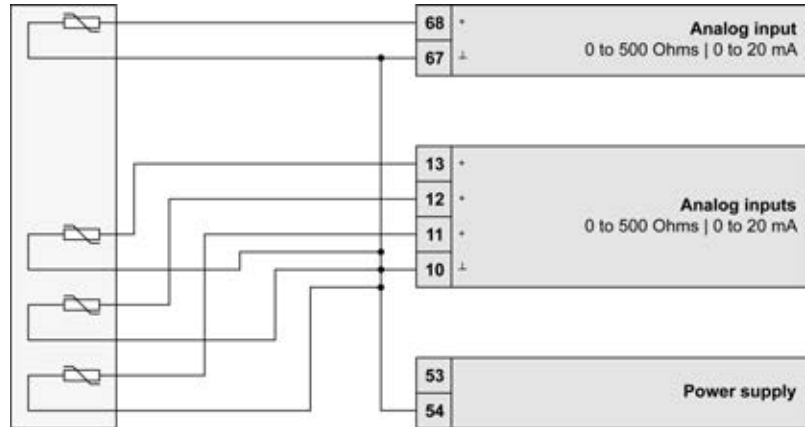 68 + Analog input
67 ⊥ 0 to 500 Ohms | 0 to 20 mA
13 +
12 + Analog inputs
11 + 0 to 500 Ohms | 0 to 20 mA
10 ⊥
53
Power supply
54